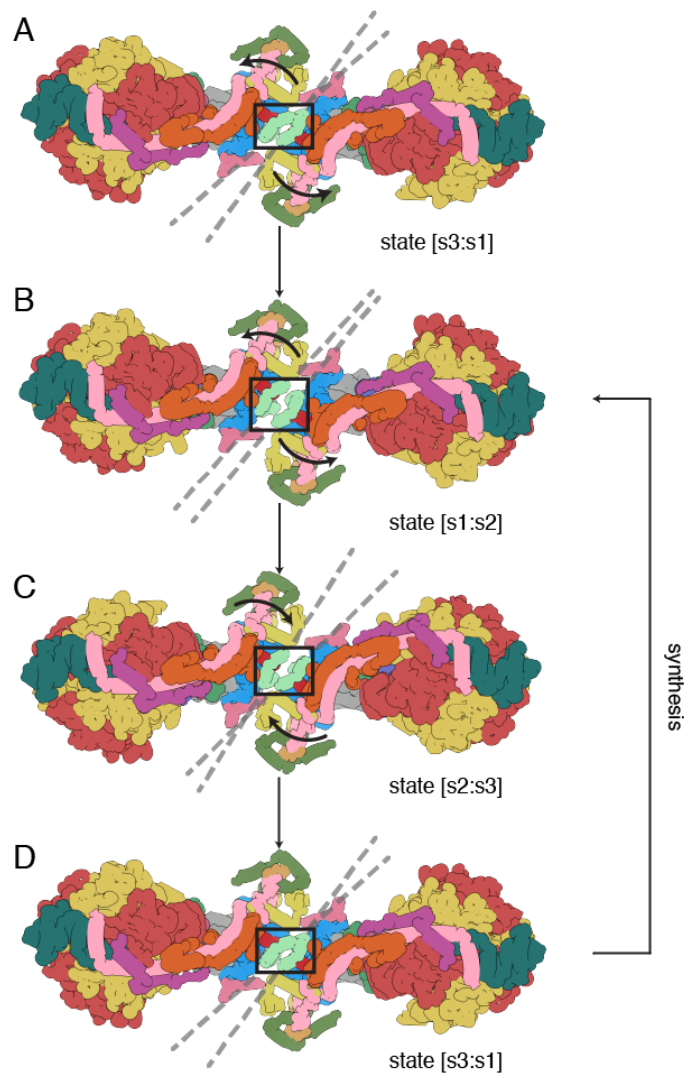 A
state [s3:s1]
B
state [s1:s2]
C
synthesis
state [s2:s3]
D
state [s3:s1]